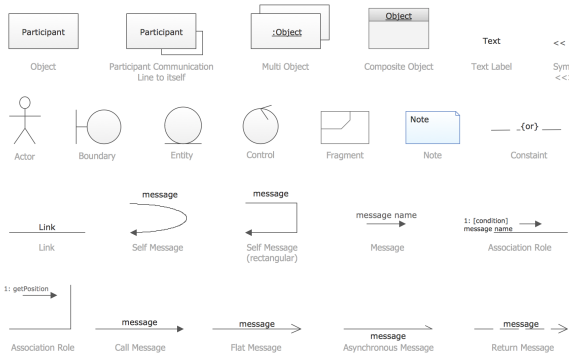 Participant
Participant
:Object
Object
Text
<<
Object
Participant Communication
Line to itself
Multi Object
Composite Object
Text Label
Sym
<<
Note
{or}
Actor
Boundary
Entity
Control
Fragment
Note
Constaint
message
message
message name
1: [condition]
message name
Link
Link
Self Message
Self Message
(rectangular)
Message
Association Role
1: getPosition
message
message
message
message
Association Role
Call Message
Flat Message
Asynchronous Message
Return Message